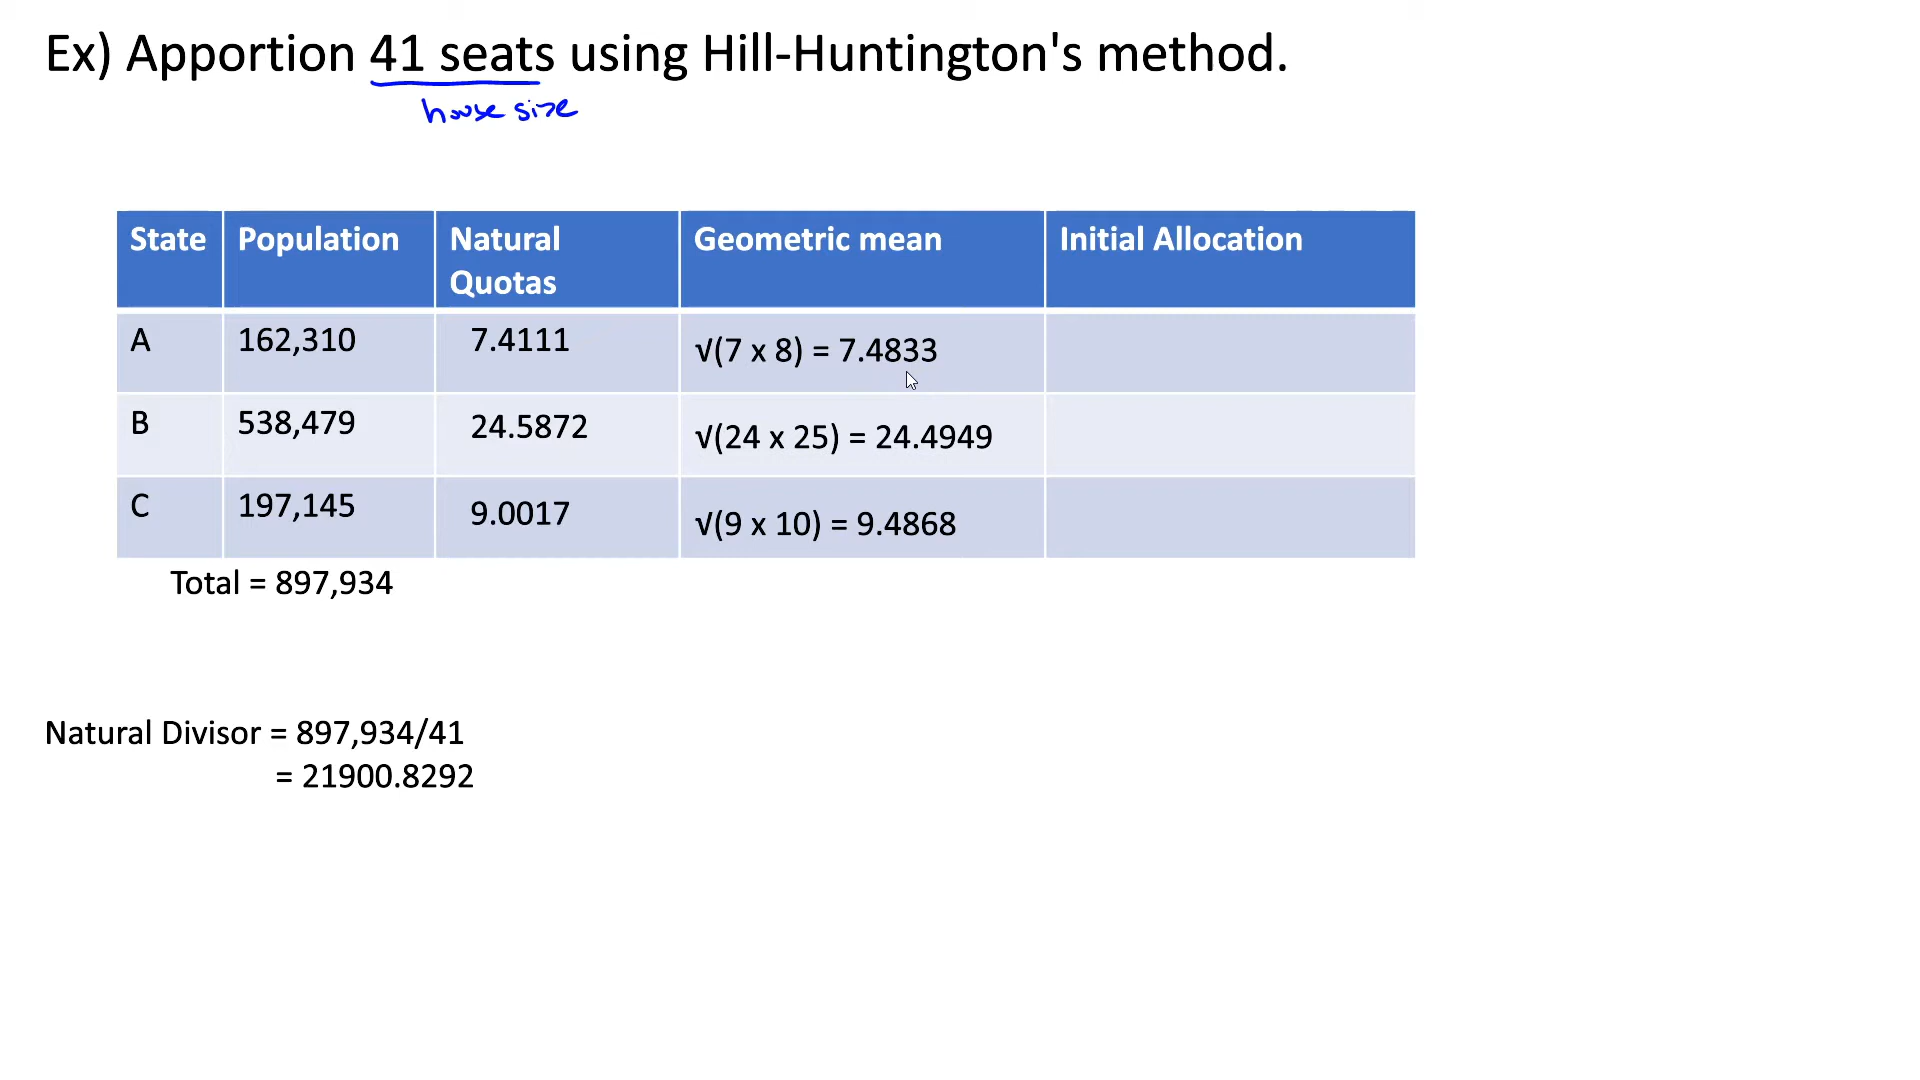 Ex) Apportion 41 seats using Hill-Huntington's method.
house size
State Population Natural Quotas Geometric mean Initial Allocation
A 162,310 7.4111 √(7 x 8) = 7.4833
B 538,479 24.5872 √(24 x 25) = 24.4949
C 197,145 9.0017 √(9 x 10) = 9.4868
Total = 897,934
Natural Divisor = 897,934/41
= 21900.8292